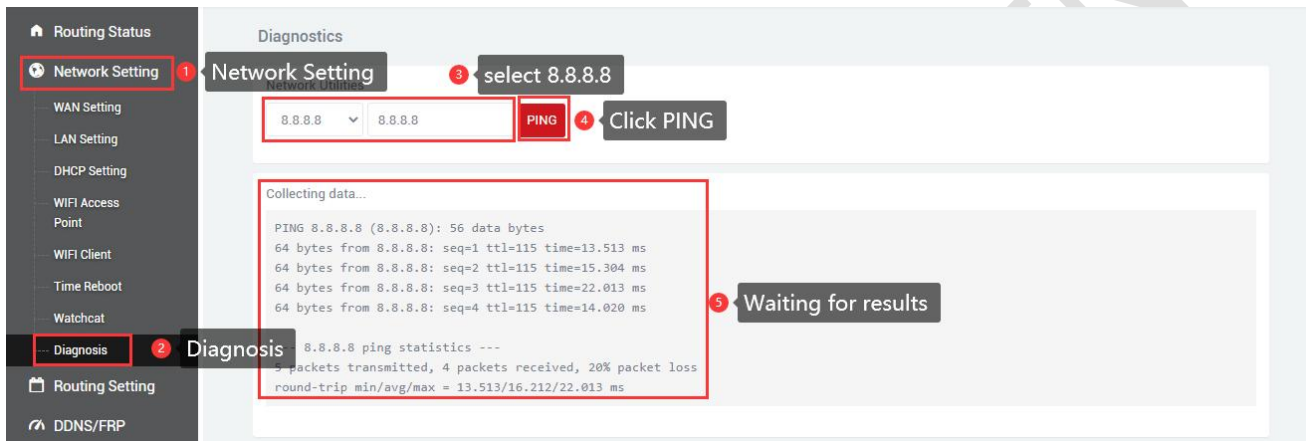 Routing Status
Network Setting
WAN Setting
LAN Setting
DHCP Setting
WIFI Access
Point
WIFI Client
Time Reboot
Watchcat
Diagnosis
Routing Setting
DDNS/FRP
1 Network Setting
2 Diagnosis
Diagnostics
3 select 8.8.8.8
Network Utilities
8.8.8.8 8.8.8.8 PING 4 Click PING
Collecting data...
PING 8.8.8.8 (8.8.8.8): 56 data bytes
64 bytes from 8.8.8.8: seq=1 ttl=115 time=13.513 ms
64 bytes from 8.8.8.8: seq=2 ttl=115 time=15.304 ms
64 bytes from 8.8.8.8: seq=3 ttl=115 time=22.013 ms
64 bytes from 8.8.8.8: seq=4 ttl=115 time=14.020 ms
5 Waiting for results
-- 8.8.8.8 ping statistics ---
5 packets transmitted, 4 packets received, 20% packet loss
round-trip min/avg/max = 13.513/16.212/22.013 ms